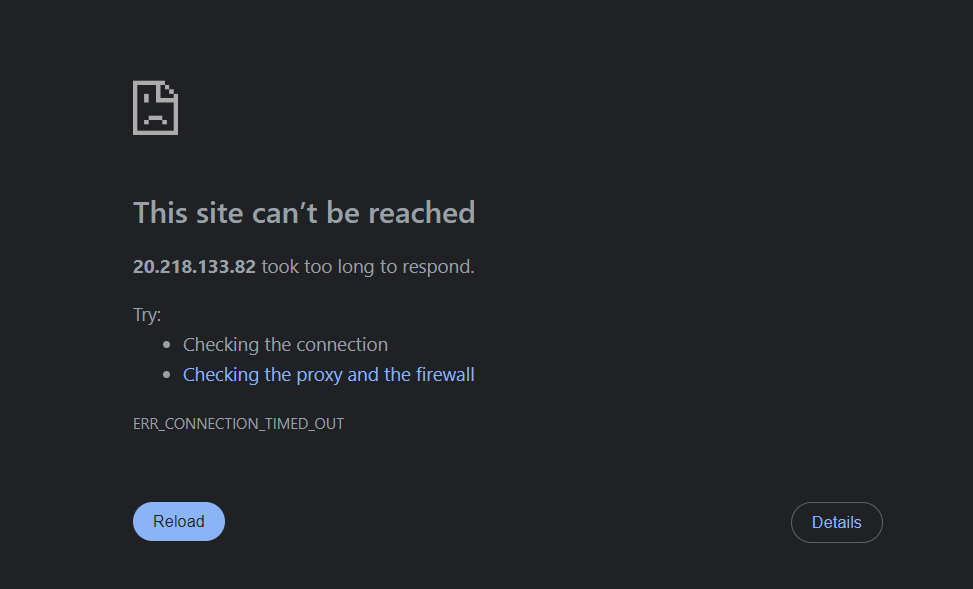 This site can’t be reached
20.218.133.82 took too long to respond.
Try:
Checking the connection
Checking the proxy and the firewall
ERR_CONNECTION_TIMED_OUT
Reload
Details